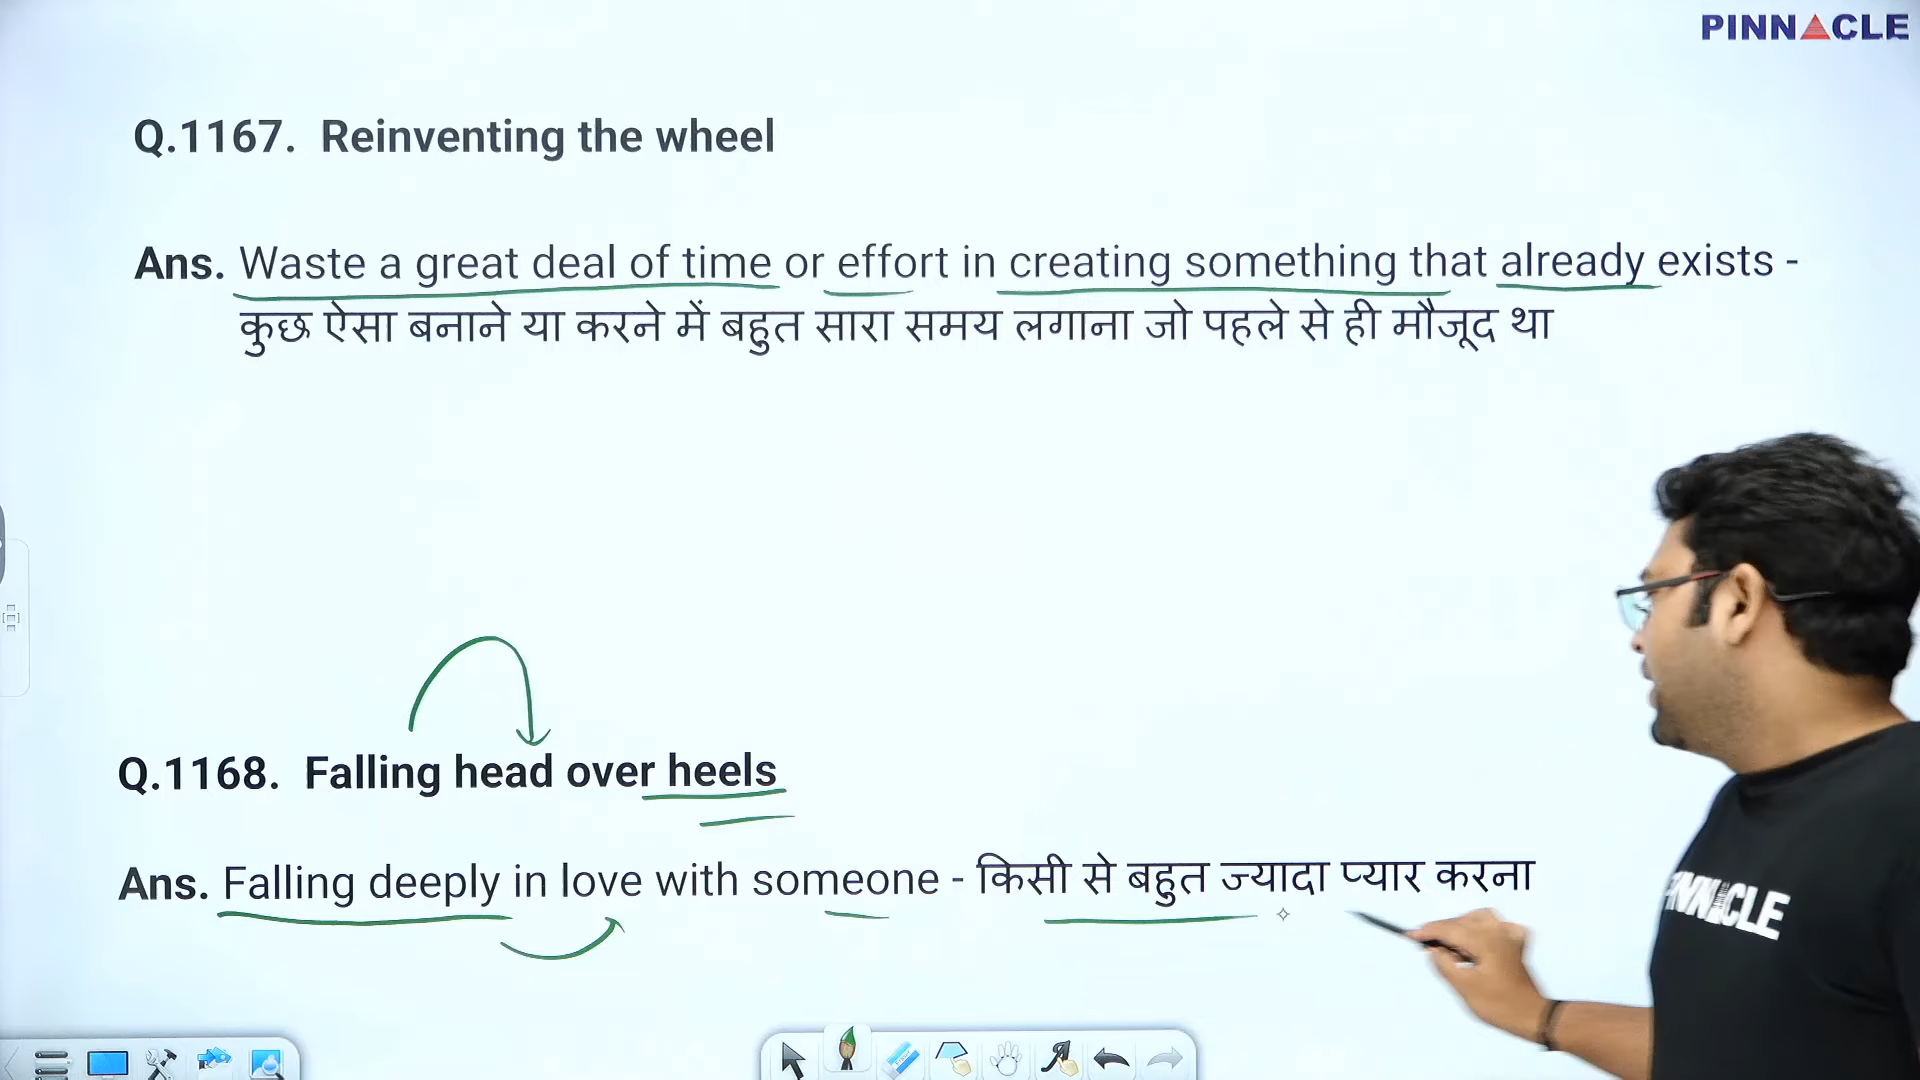 PINNACLE
Q.1167. Reinventing the wheel
Ans. Waste a great deal of time or effort in creating something that already exists -
कुछ ऐसा बनाने या करने में बहुत सारा समय लगाना जो पहले से ही मौजूद था
Q.1168. Falling head over heels
Ans. Falling deeply in love with someone - किसी से बहुत ज्यादा प्यार करना
PINNACLE